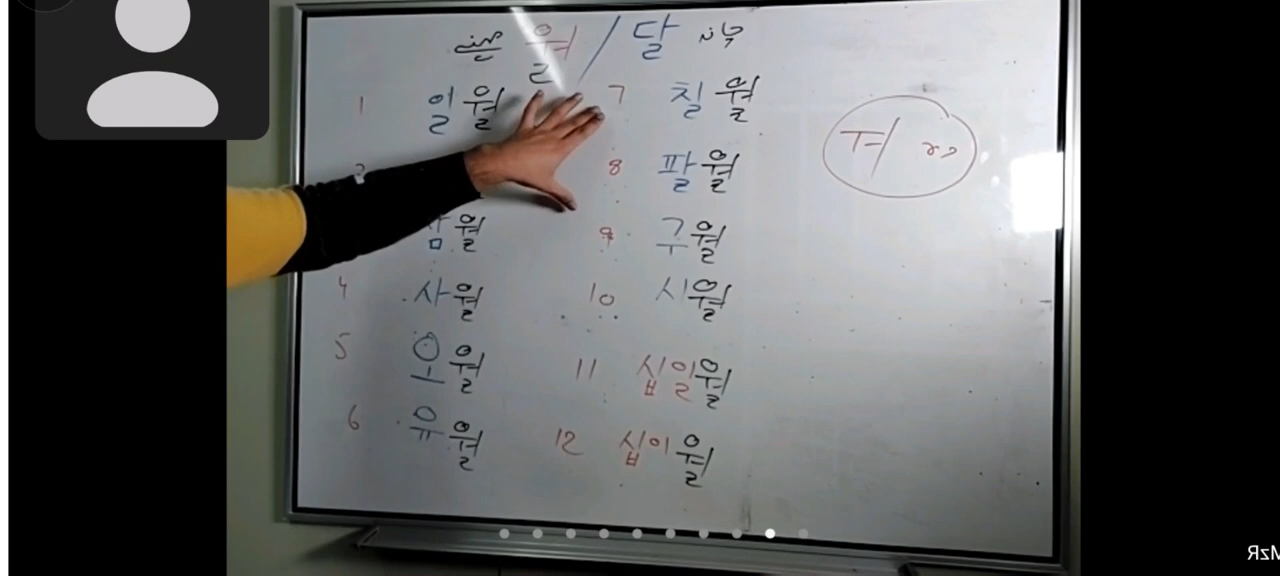 월 / 달
1 일월 7 칠월
2 8 팔월
삼월 9 구월
4 사월 10 시월
5 오월 11 십일월
6 유월 12 십이월